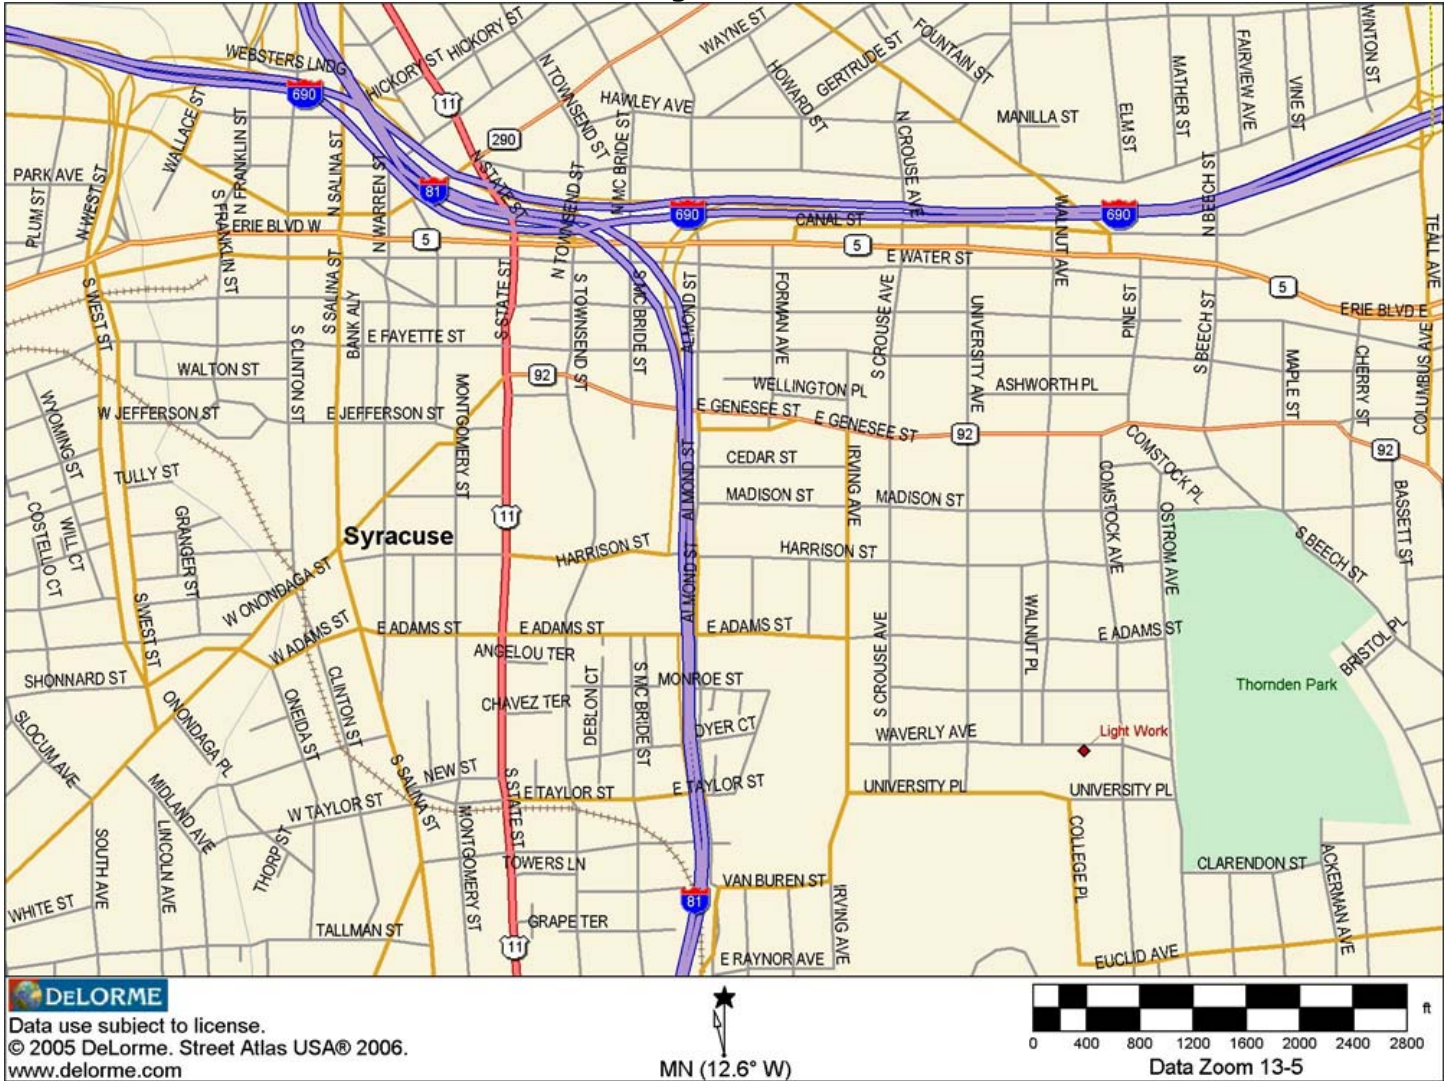 WEBSTERS LNDG
HICKORY ST
HICKORY ST
WAYNE ST
FOUNTAIN ST
GERTRUDE ST
HOWARD ST
WINTON ST
FAIRVIEW AVE
MATHER ST
VINE ST
ELM ST
690
11
290
N TOWNSEND ST
HAWLEY AVE
N MC BRIDE ST
MANILLA ST
N CROUSE AVE
WALLACE ST
N FRANKLIN ST
N SALINA ST
N WARREN ST
N STATE ST
PARK AVE
PLUM ST
N WEST ST
81
690
690
CANAL ST
WALNUT AVE
N BEECH ST
TEALL AVE
S FRANKLIN ST
ERIE BLVD W
5
N TOWNSEND ST
5
E WATER ST
5
ERIE BLVD E
S WEST ST
S SALINA ST
BANK ALY
S CLINTON ST
S STATE ST
S TOWNSEND ST
S MC BRIDE ST
ALMOND ST
FORMAN AVE
S CROUSE AVE
UNIVERSITY AVE
PINE ST
S BEECH ST
MAPLE ST
CHERRY ST
COLUMBUS AVE
E FAYETTE ST
WALTON ST
92
WELLINGTON PL
ASHWORTH PL
WYOMING ST
W JEFFERSON ST
E JEFFERSON ST
MONTGOMERY ST
E GENESEE ST
E GENESEE ST
92
92
COMSTOCK PL
TULLY ST
CEDAR ST
MADISON ST
MADISON ST
IRVING AVE
ALMOND ST
COMSTOCK AVE
OSTROM AVE
BASSETT ST
COSTELLO CT
WILL CT
GRANGER ST
Syracuse
11
HARRISON ST
HARRISON ST
ALMOND ST
S BEECH ST
W ONONDAGA ST
S WEST ST
W ADAMS ST
E ADAMS ST
E ADAMS ST
E ADAMS ST
S CROUSE AVE
WALNUT PL
E ADAMS ST
BRISTOL PL
ANGELOU TER
SHONNARD ST
MONROE ST
Thornden Park
CHAVEZ TER
DEBLON CT
S MC BRIDE ST
DYER CT
SLOCUM AVE
ONONDAGA PL
ONEIDA ST
CLINTON ST
WAVERLY AVE
Light Work
S SALINA ST
NEW ST
S STATE ST
E TAYLOR ST
E TAYLOR ST
UNIVERSITY PL
UNIVERSITY PL
MIDLAND AVE
W TAYLOR ST
SOUTH AVE
LINCOLN AVE
THORP ST
MONTGOMERY ST
TOWERS LN
COLLEGE PL
CLARENDON ST
ACKERMAN AVE
VAN BUREN ST
81
IRVING AVE
WHITE ST
TALLMAN ST
GRAPE TER
11
E RAYNOR AVE
EUCLID AVE
DELORME
Data use subject to license.
© 2005 DeLorme. Street Atlas USA® 2006.
www.delorme.com
MN (12.6° W)
ft
0 400 800 1200 1600 2000 2400 2800
Data Zoom 13-5